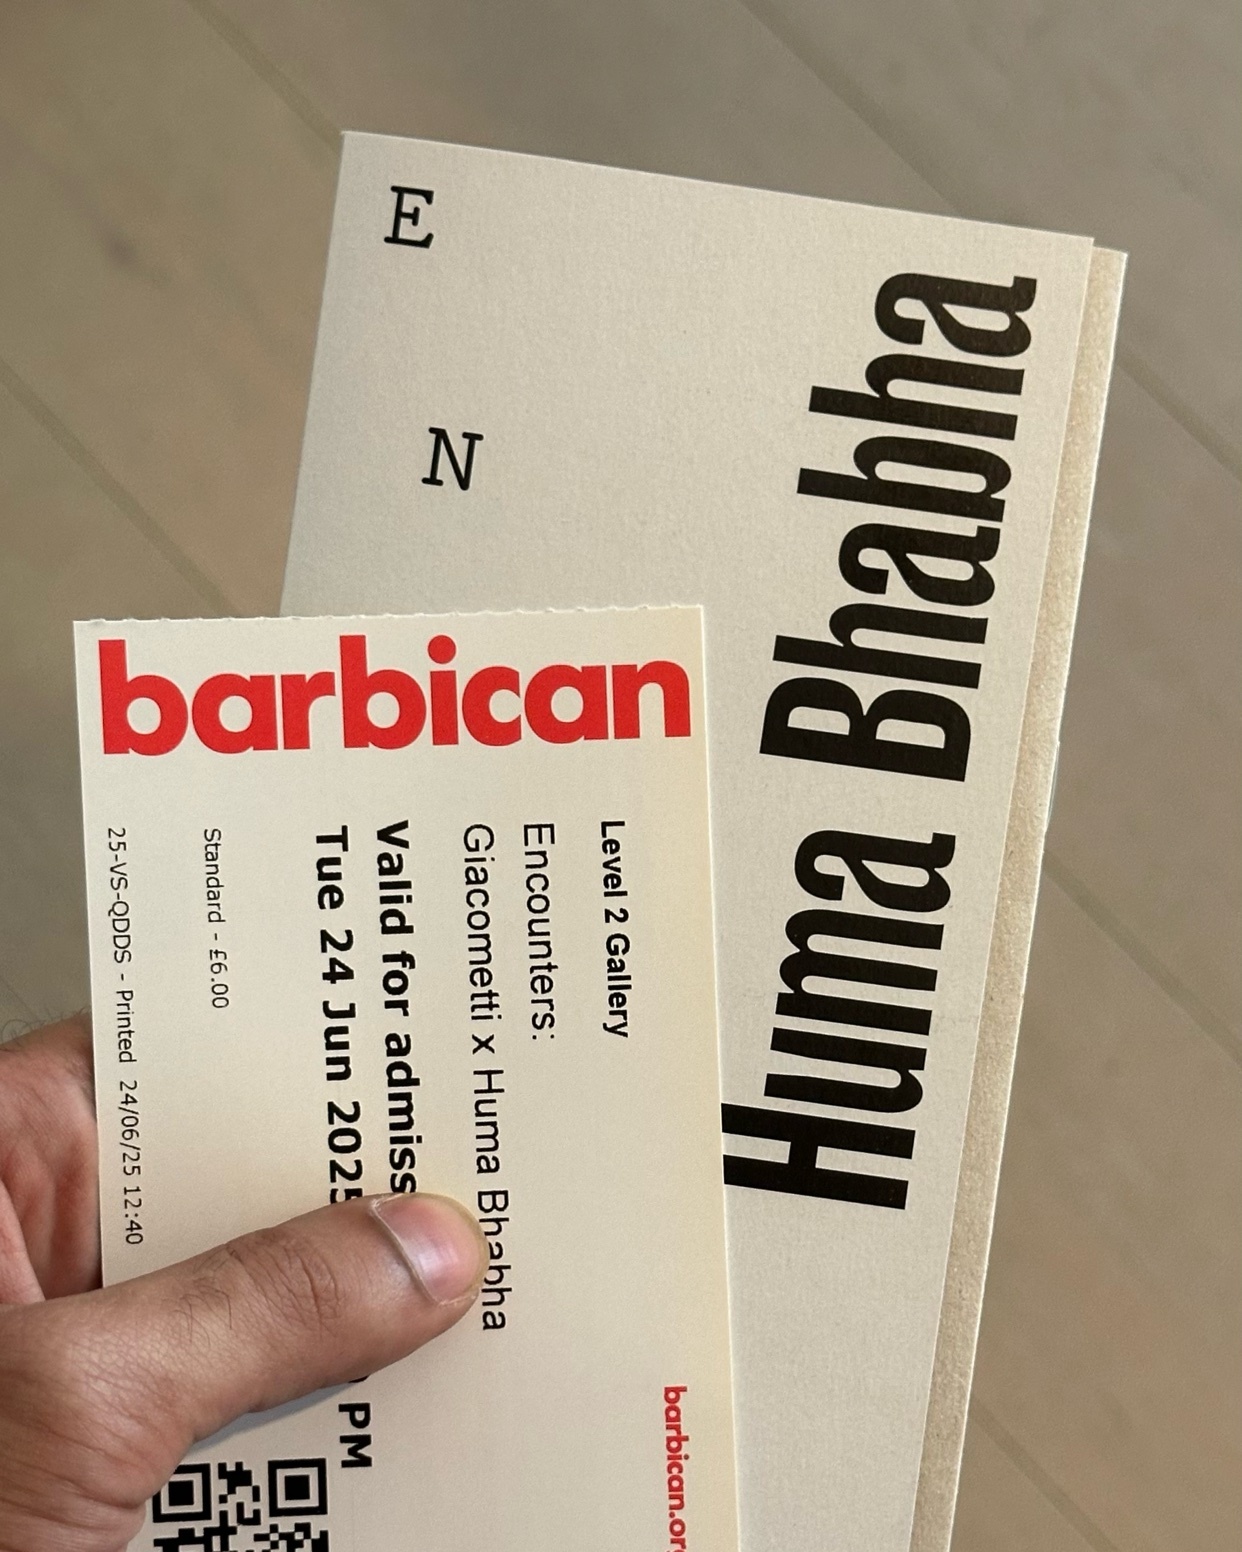 E
N
Huma Bhabha
barbican
Level 2 Gallery
Encounters:
Giacometti x Huma Bhabha
Valid for admiss
Tue 24 Jun 2025
PM
Standard - £6.00
25-VS-QDDS - Printed 24/06/25 12:40
barbican.org